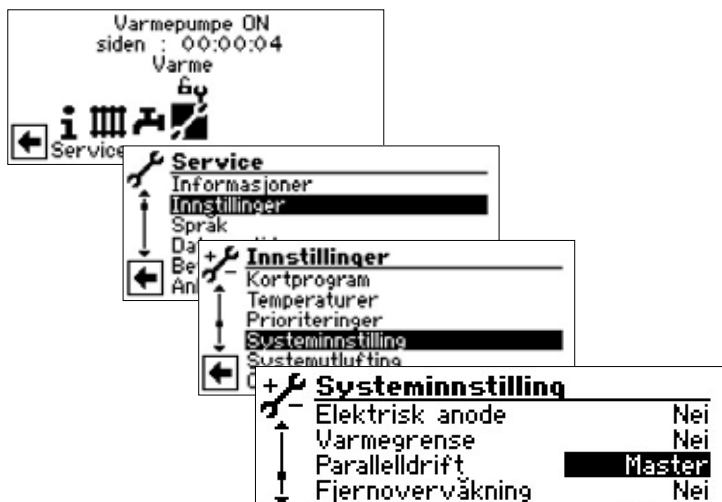 Varmepumpe ON
siden : 00:00:04
Varme
Service
Service
Informasjoner
Innstillinger
Språk
Innstillinger
Kortprogram
Temperaturer
Prioriteringer
Systeminnstilling
Systemutlufting
Systeminnstilling
Elektrisk anode Nei
Varmegrense Nei
Parallelldrift Master
Fjernovervåkning Nei